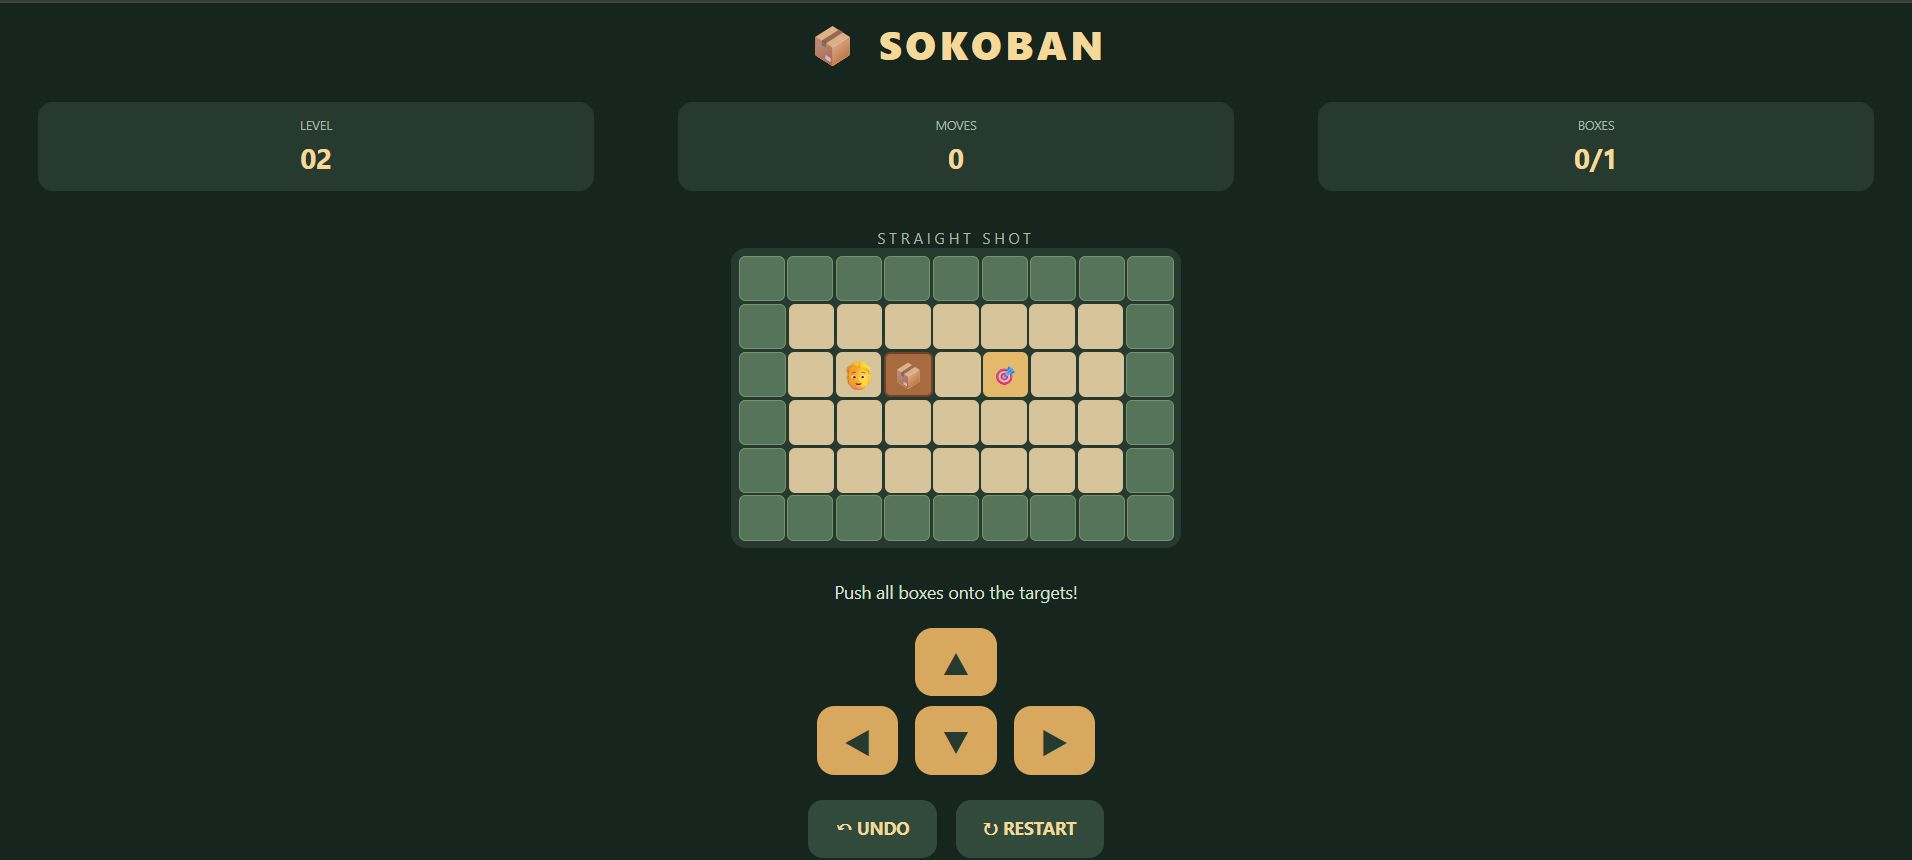 SOKOBAN
LEVEL
02
MOVES
0
BOXES
0/1
STRAIGHT SHOT
Push all boxes onto the targets!
▲
◀ ▼ ▶
↶ UNDO
↻ RESTART